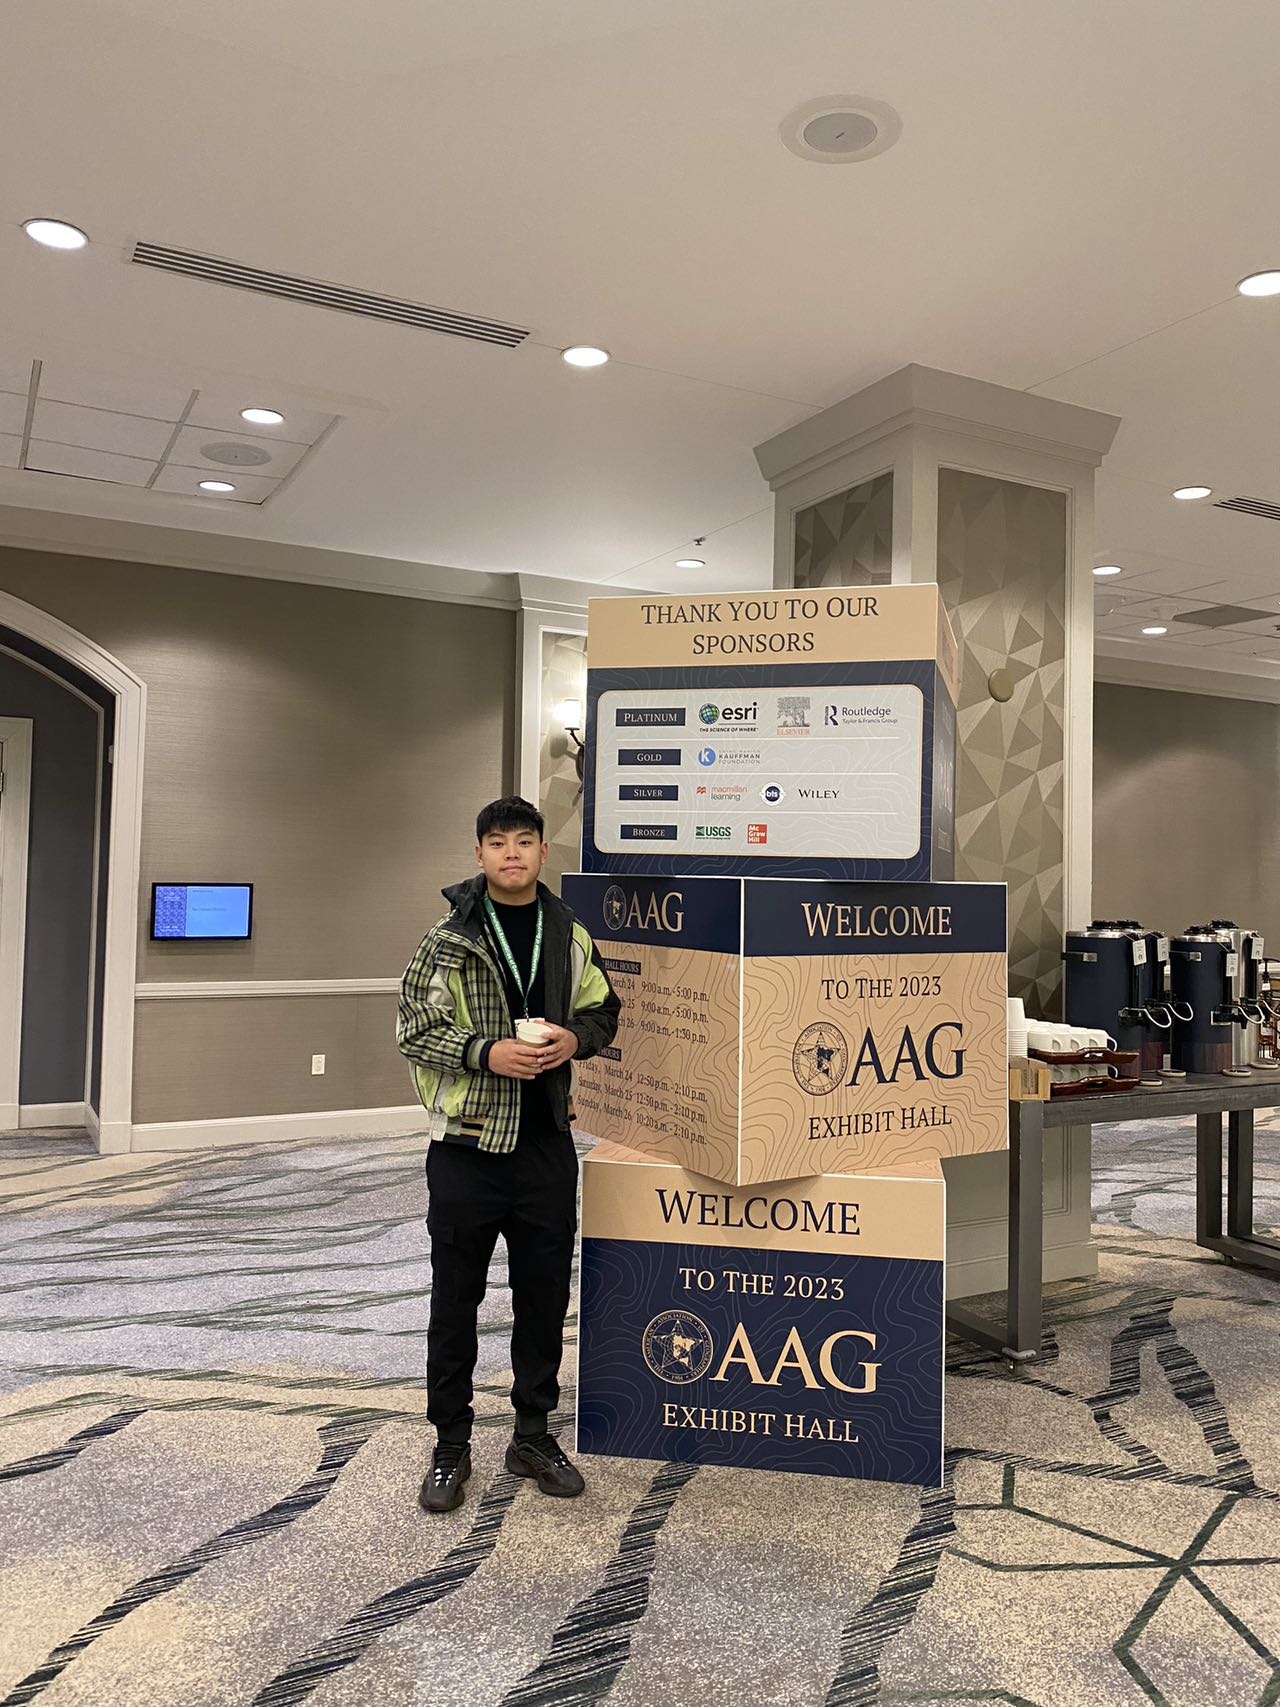 THANK YOU TO OUR
SPONSORS
PLATINUM
esri
THE SCIENCE OF WHERE
ELSEVIER
Routledge
Taylor & Francis Group
GOLD
KAUFFMAN
FOUNDATION
SILVER
macmillan
learning
bts
WILEY
BRONZE
USGS
Mc
Graw
Hill
AAG
HALL HOURS
March 24 9:00 a.m.-5:00 p.m.
25 9:00 a.m.-5:00 p.m.
26 9:00 a.m.-1:30 p.m.
HOURS
Friday, March 24 12:50 p.m.-2:10 p.m.
Saturday, March 25 12:50 p.m.-2:10 p.m.
Sunday, March 26 10:20 a.m.-2:10 p.m.
WELCOME
TO THE 2023
AAG
EXHIBIT HALL
WELCOME
TO THE 2023
AAG
EXHIBIT HALL